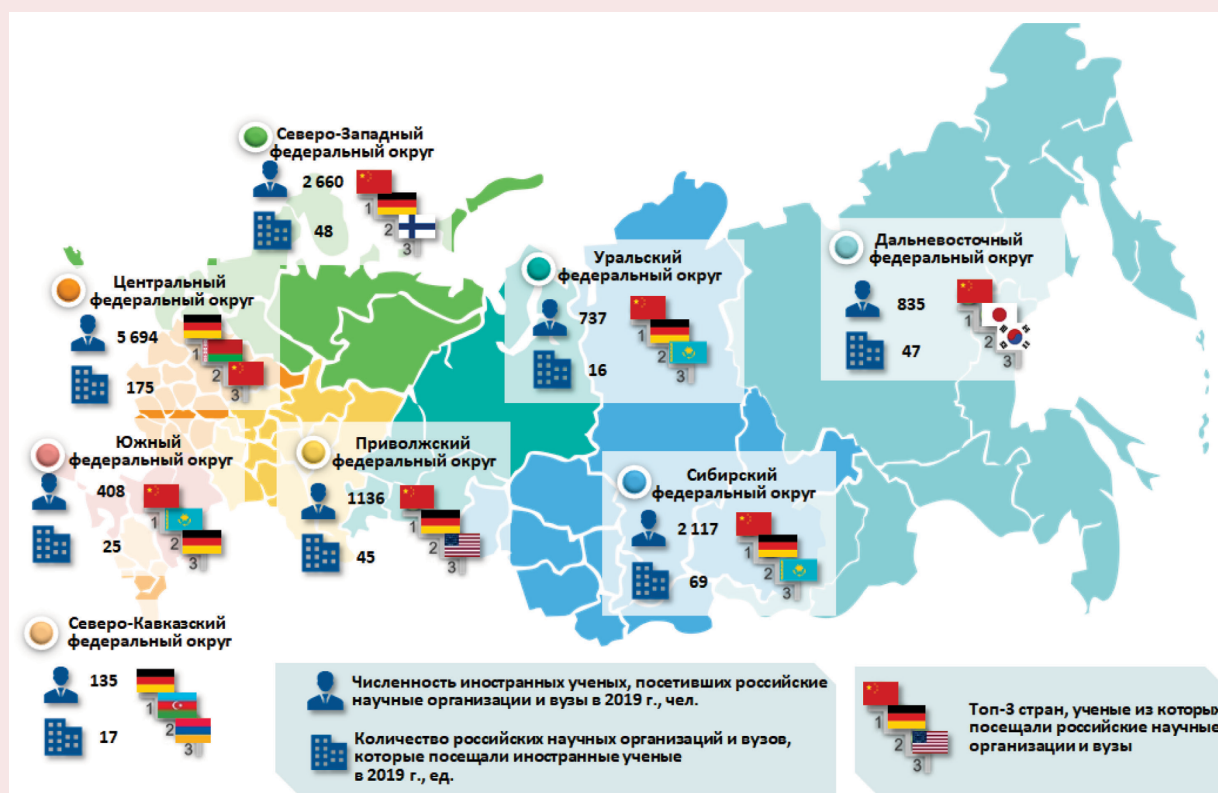 Северо-Западный
федеральный округ
2 660
1
2
3
48
Центральный
федеральный округ
5 694
1
2
3
175
Уральский
федеральный округ
737
1
2
3
16
Дальневосточный
федеральный округ
835
1
2
3
47
Южный
федеральный округ
408
1
2
3
25
Приволжский
федеральный округ
1136
1
2
3
45
Сибирский
федеральный округ
2 117
1
2
3
69
Северо-Кавказский
федеральный округ
135
1
2
3
17
Численность иностранных ученых, посетивших российские
научные организации и вузы в 2019 г., чел.
Количество российских научных организаций и вузов,
которые посещали иностранные ученые
в 2019 г., ед.
1
2
3
Топ-3 стран, ученые из которых
посещали российские научные
организации и вузы